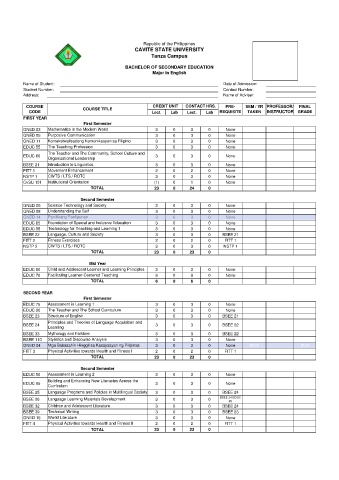 Republic of the Philippines
CAVITE STATE UNIVERSITY
Tanza Campus
BACHELOR OF SECONDARY EDUCATION
Major in English
Name of Student: Date of Admission:
Student Number: Contact Number:
Address: Name of Adviser:
COURSE CODE COURSE TITLE CREDIT UNIT CONTACT HRS. PRE-REQUISITE SEM / SY TAKEN PROFESSOR/ INSTRUCTOR FINAL GRADE
Lect. Lab Lect. Lab
FIRST YEAR
First Semester
GNED 03 Mathematics in the Modern World 3 0 3 0 None
GNED 05 Purposive Communication 3 0 3 0 None
GNED 11 Kontekstwalisadong Komunikasyon sa Filipino 3 0 3 0 None
EDUC 55 The Teaching Profession 3 0 3 0 None
EDUC 60 The Teacher and The Community, School Culture and Organizational Leadership 3 0 3 0 None
BSEE 21 Introduction to Linguistics 3 0 3 0 None
FITT 1 Movement Enhancement 2 0 2 0 None
NSTP 1 CWTS / LTS / ROTC 3 0 3 0 None
CVSU 101 Institutional Orientation (1) 0 1 0 None
TOTAL 23 0 24 0
Second Semester
GNED 06 Science Technology and Society 3 0 3 0 None
GNED 08 Understanding the Self 3 0 3 0 None
GNED 14 3 0 3 0 None
EDUC 65 Foundation of Special and Inclusive Education 3 0 3 0 None
EDUC 80 Technology for Teaching and Learning 1 3 0 3 0 None
BSEE 22 Language, Culture and Society 3 0 3 0 BSEE 21
FITT 2 Fitness Exercises 2 0 2 0 FITT 1
NSTP 2 CWTS / LTS / ROTC 3 0 3 0 NSTP 1
TOTAL 23 0 23 0
Mid Year
EDUC 50 Child and Adolescent Learner and Learning Principles 3 0 3 0 None
EDUC 70 Facilitating Learner Centered Teaching 3 0 3 0 None
TOTAL 6 0 6 0
SECOND YEAR
First Semester
EDUC 75 Assessment in Learning 1 3 0 3 0 None
EDUC 90 The Teacher and The School Curriculum 3 0 3 0 None
BSEE 23 Structure of English 3 0 3 0 BSEE 21
BSEE 24 Principles and Theories of Language Acquisition and Learning 3 0 3 0 BSEE 22
BSEE 33 Mythology and Folklore 3 0 3 0 BSEE 22
Stylistics and Discourse Analysis 3 0 3 0 None
GNED 04 Mga Babasahin Hinggil sa Kasaysayan ng Pilipinas 3 0 3 0 None
FITT 3 Physical Activities towards Health and Fitness I 2 0 2 0 FITT 1
TOTAL 23 0 23 0
Second Semester
Assessment in Learning 2 3 0 3 0 None
EDUC 85 Building and Enhancing New Literacies Across the Curriculum 3 0 3 0 None
BSEE 25 Language Programs and Policies in Multilingual Society 3 0 3 0 BSEE 24
Language Learning Materials Development 3 0 3 0
BSEE 32 Children and Adolescent Literature 3 0 3 0 BSEE 24
Technical Writing 3 0 3 0 BSEE 23
World Literature 3 0 3 0 None
FITT 4 Physical Activities towards Health and Fitness II 2 0 2 0 FITT 1
TOTAL 23 0 23 0